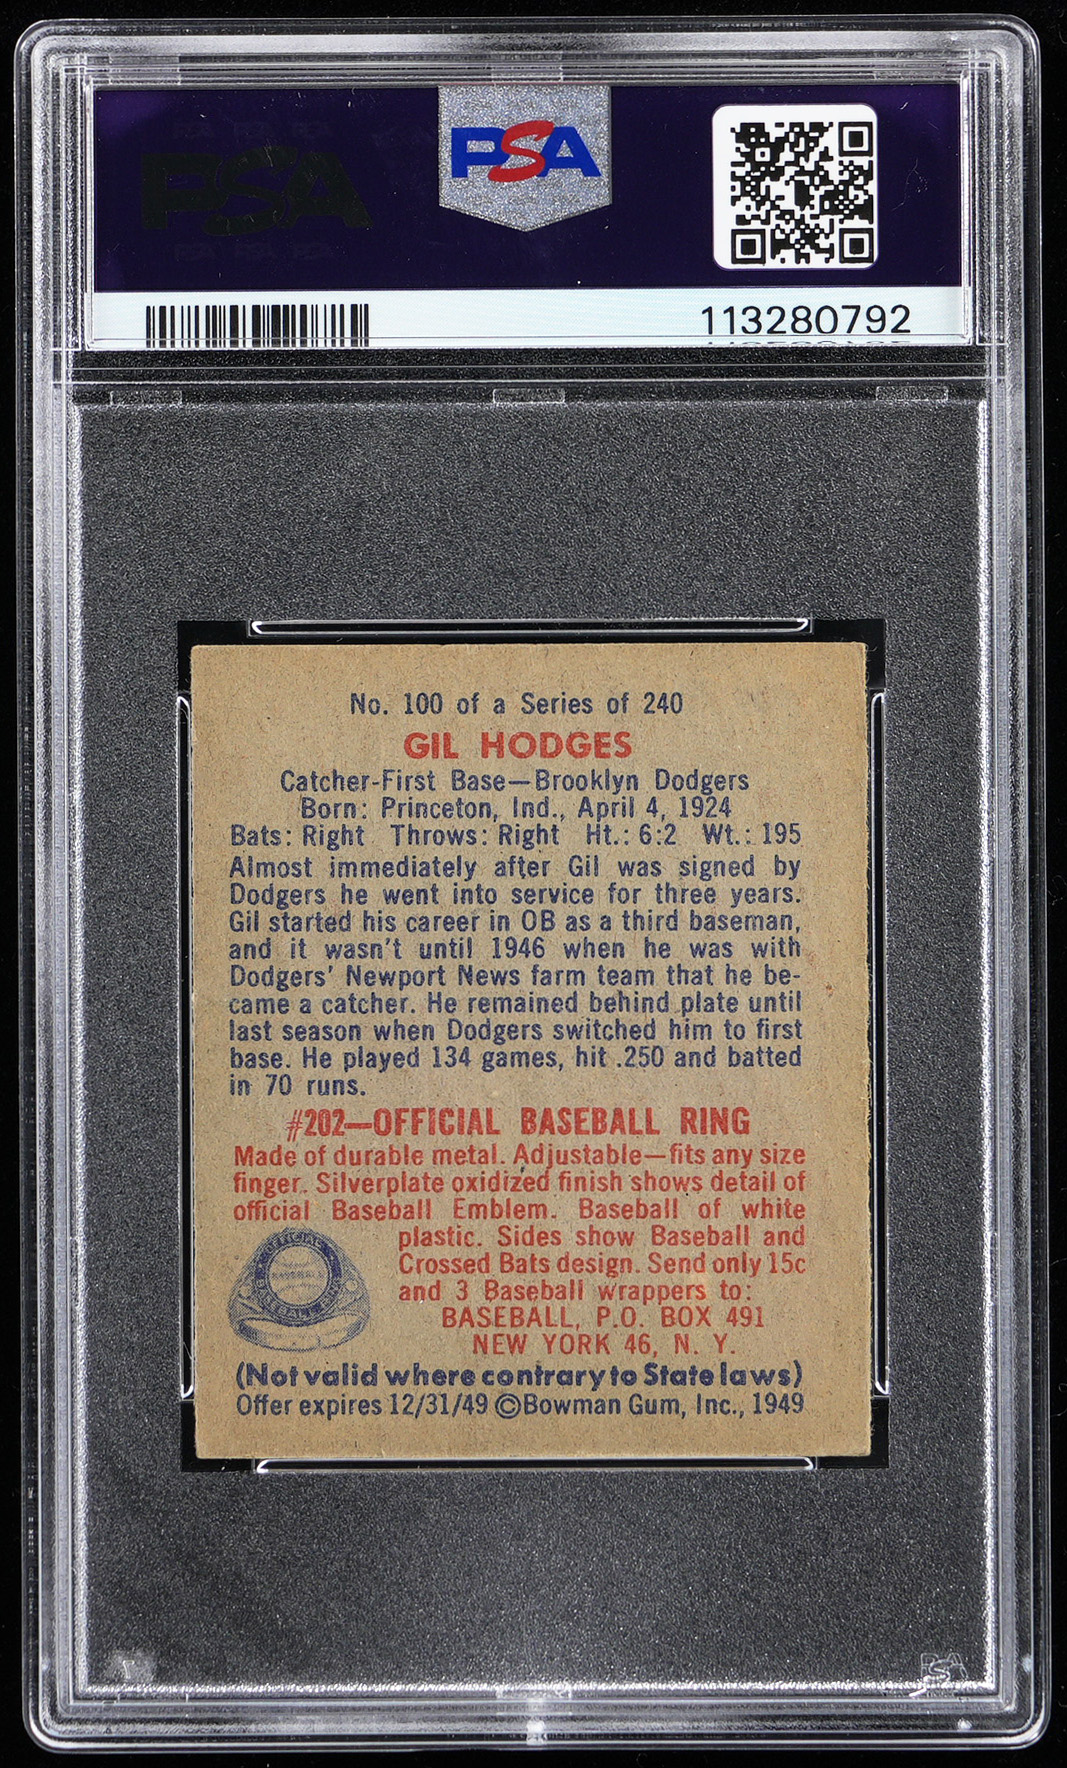 PSA
PSA
113280792
No. 100 of a Series of 240
GIL HODGES
Catcher-First Base—Brooklyn Dodgers
Born: Princeton, Ind., April 4, 1924
Bats: Right Throws: Right Ht.: 6:2 Wt.: 195
Almost immediately after Gil was signed by
Dodgers he went into service for three years.
Gil started his career in OB as a third baseman,
and it wasn't until 1946 when he was with
Dodgers' Newport News farm team that he be-
came a catcher. He remained behind plate until
last season when Dodgers switched him to first
base. He played 134 games, hit .250 and batted
in 70 runs.
#202—OFFICIAL BASEBALL RING
Made of durable metal. Adjustable—fits any size
finger. Silverplate oxidized finish shows detail of
official Baseball Emblem. Baseball of white
plastic. Sides show Baseball and
Crossed Bats design. Send only 15c
and 3 Baseball wrappers to:
BASEBALL, P.O. BOX 491
NEW YORK 46, N. Y.
(Not valid where contrary to State laws)
Offer expires 12/31/49 ©Bowman Gum, Inc., 1949
PSA